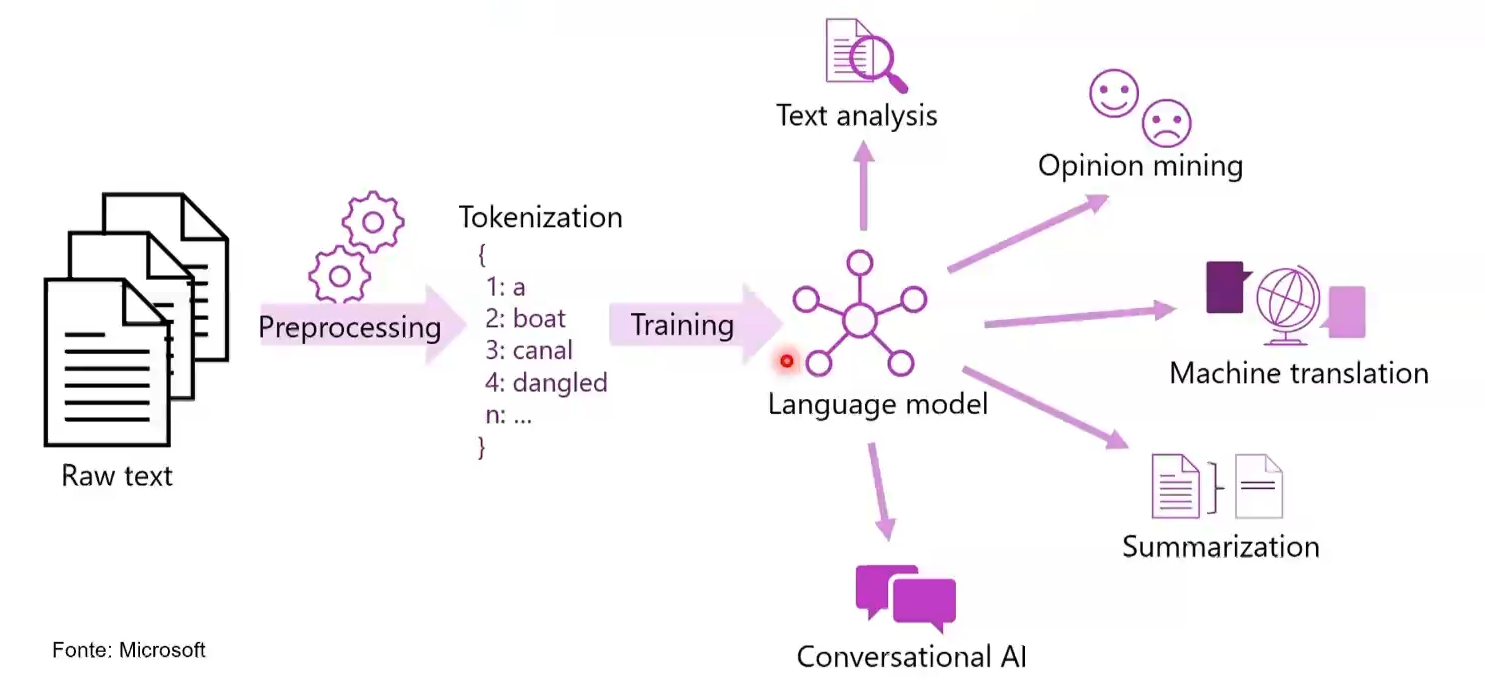 Raw text
Preprocessing
Tokenization
{
1: a
2: boat
3: canal
4: dangled
n: ...
}
Training
Language model
Text analysis
Opinion mining
Machine translation
Summarization
Conversational AI
Fonte: Microsoft